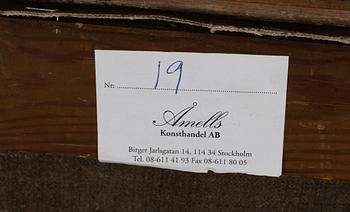 Nr: 19
Åmells
Konsthandel AB
Birger Jarlsgatan 14, 114 34 Stockholm
Tel. 08-611 41 93 Fax 08-611 80 05